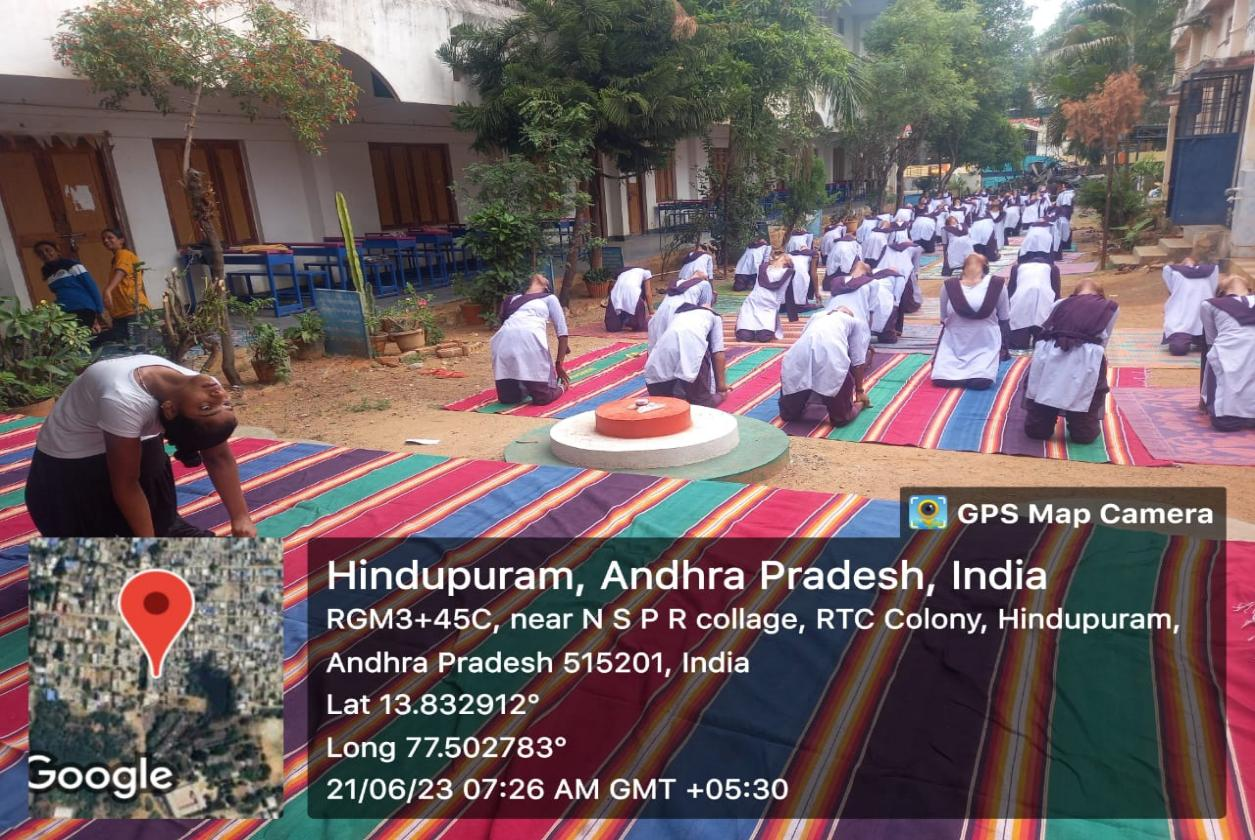 GPS Map Camera
Hindupuram, Andhra Pradesh, India
RGM3+45C, near N S P R collage, RTC Colony, Hindupuram,
Andhra Pradesh 515201, India
Lat 13.832912°
Long 77.502783°
21/06/23 07:26 AM GMT +05:30
Google